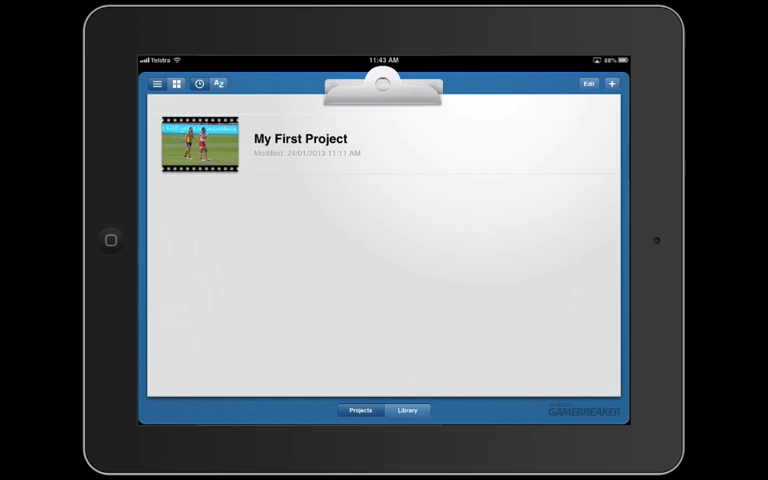 Telstra
11:43 AM
88%
AZ
Edit
+
My First Project
Modified: 24/01/2013 11:11 AM
Projects
Library
GAMEBREAKER